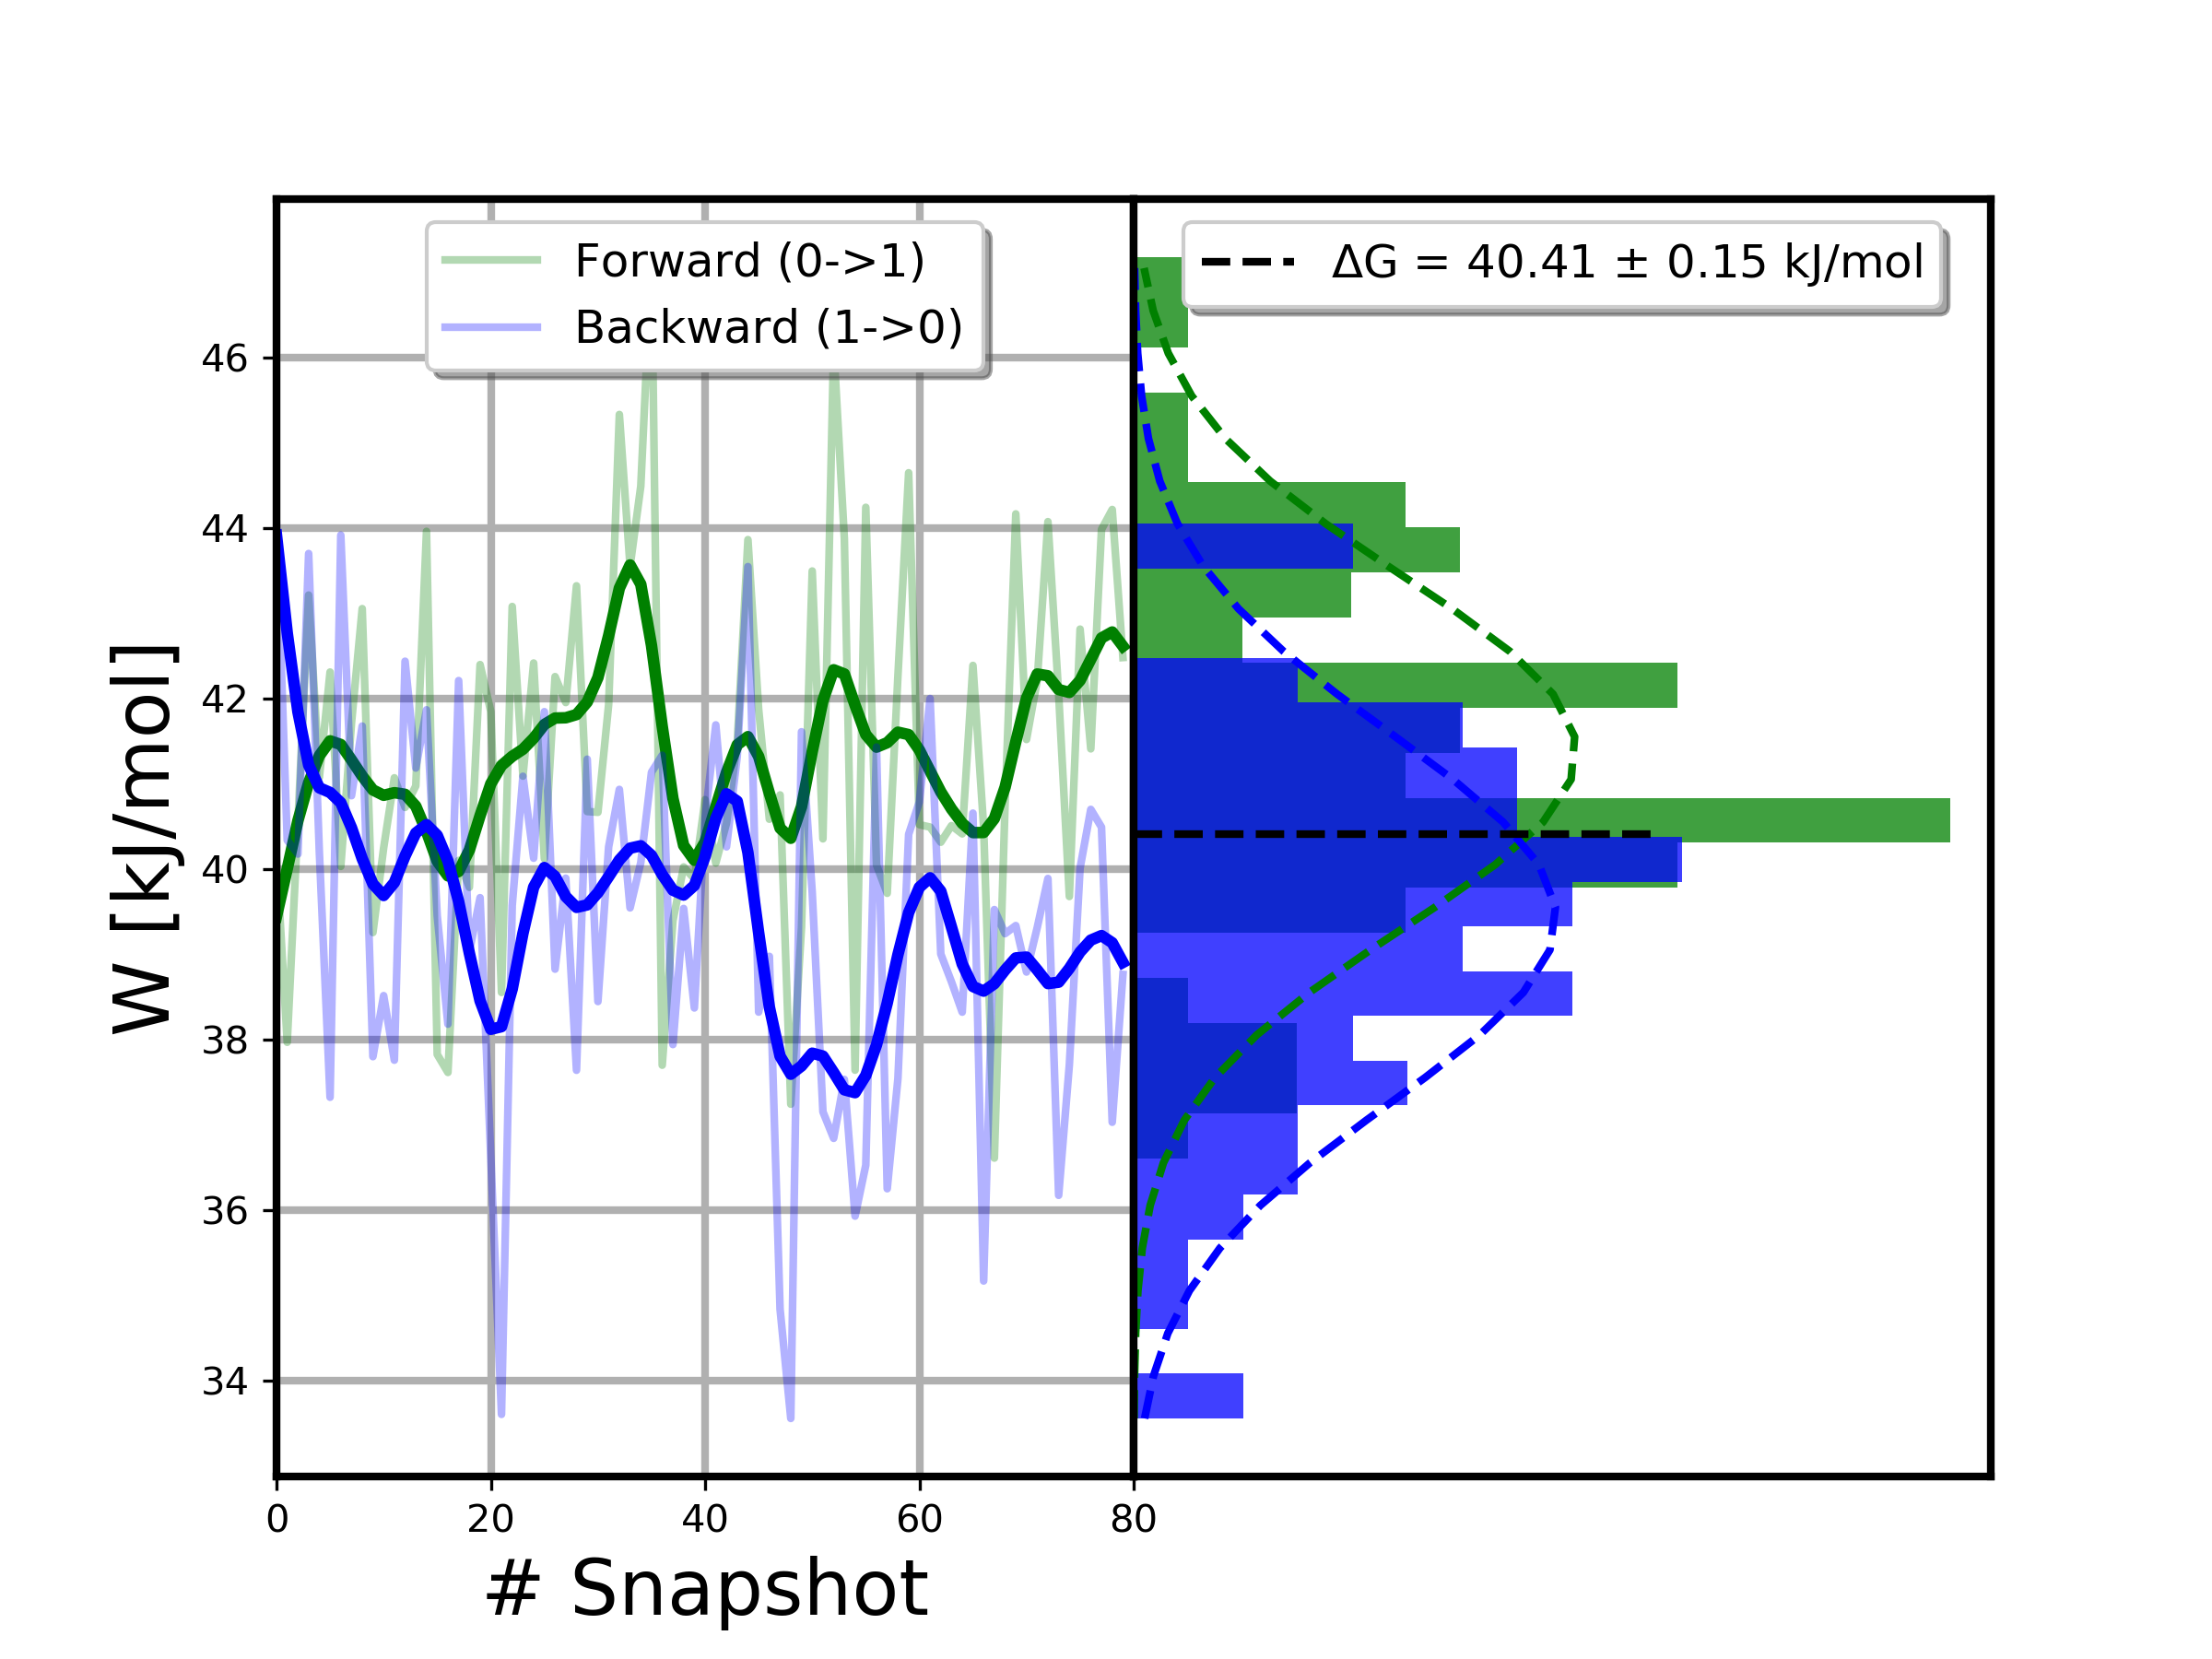 Forward (0->1)
Backward (1->0)
ΔG = 40.41 ± 0.15 kJ/mol
W [kJ/mol]
46
44
42
40
38
36
34
0 20 40 60 80
# Snapshot